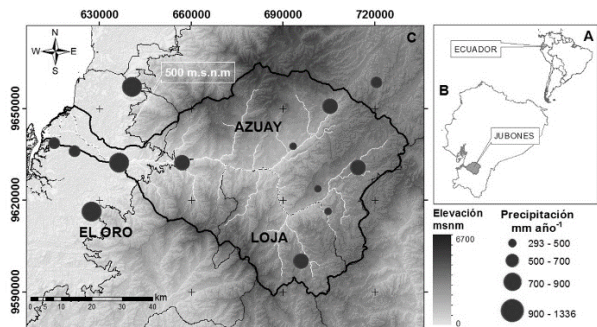 630000 660000 690000 720000
N
W E
S
C
500 m.s.n.m
9650000
9620000
9590000
AZUAY
EL ORO
LOJA
0 5 10 20 30 40
km
A
ECUADOR
B
JUBONES
Elevación
msnm
6700
0
Precipitación
mm año-1
293 - 500
500 - 700
700 - 900
900 - 1336